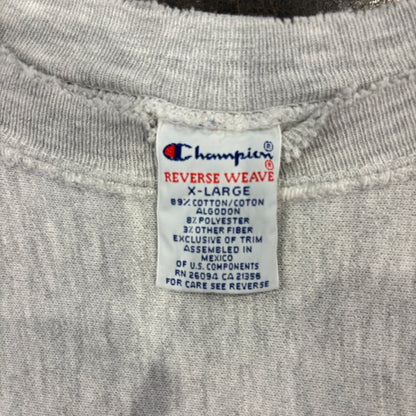 Champion®
REVERSE WEAVE®
X-LARGE
89% COTTON/COTTON
ALGODON
8% POLYESTER
3% OTHER FIBER
EXCLUSIVE OF TRIM
ASSEMBLED IN
MEXICO
OF U.S. COMPONENTS
RN 26094 CA 21356
FOR CARE SEE REVERSE